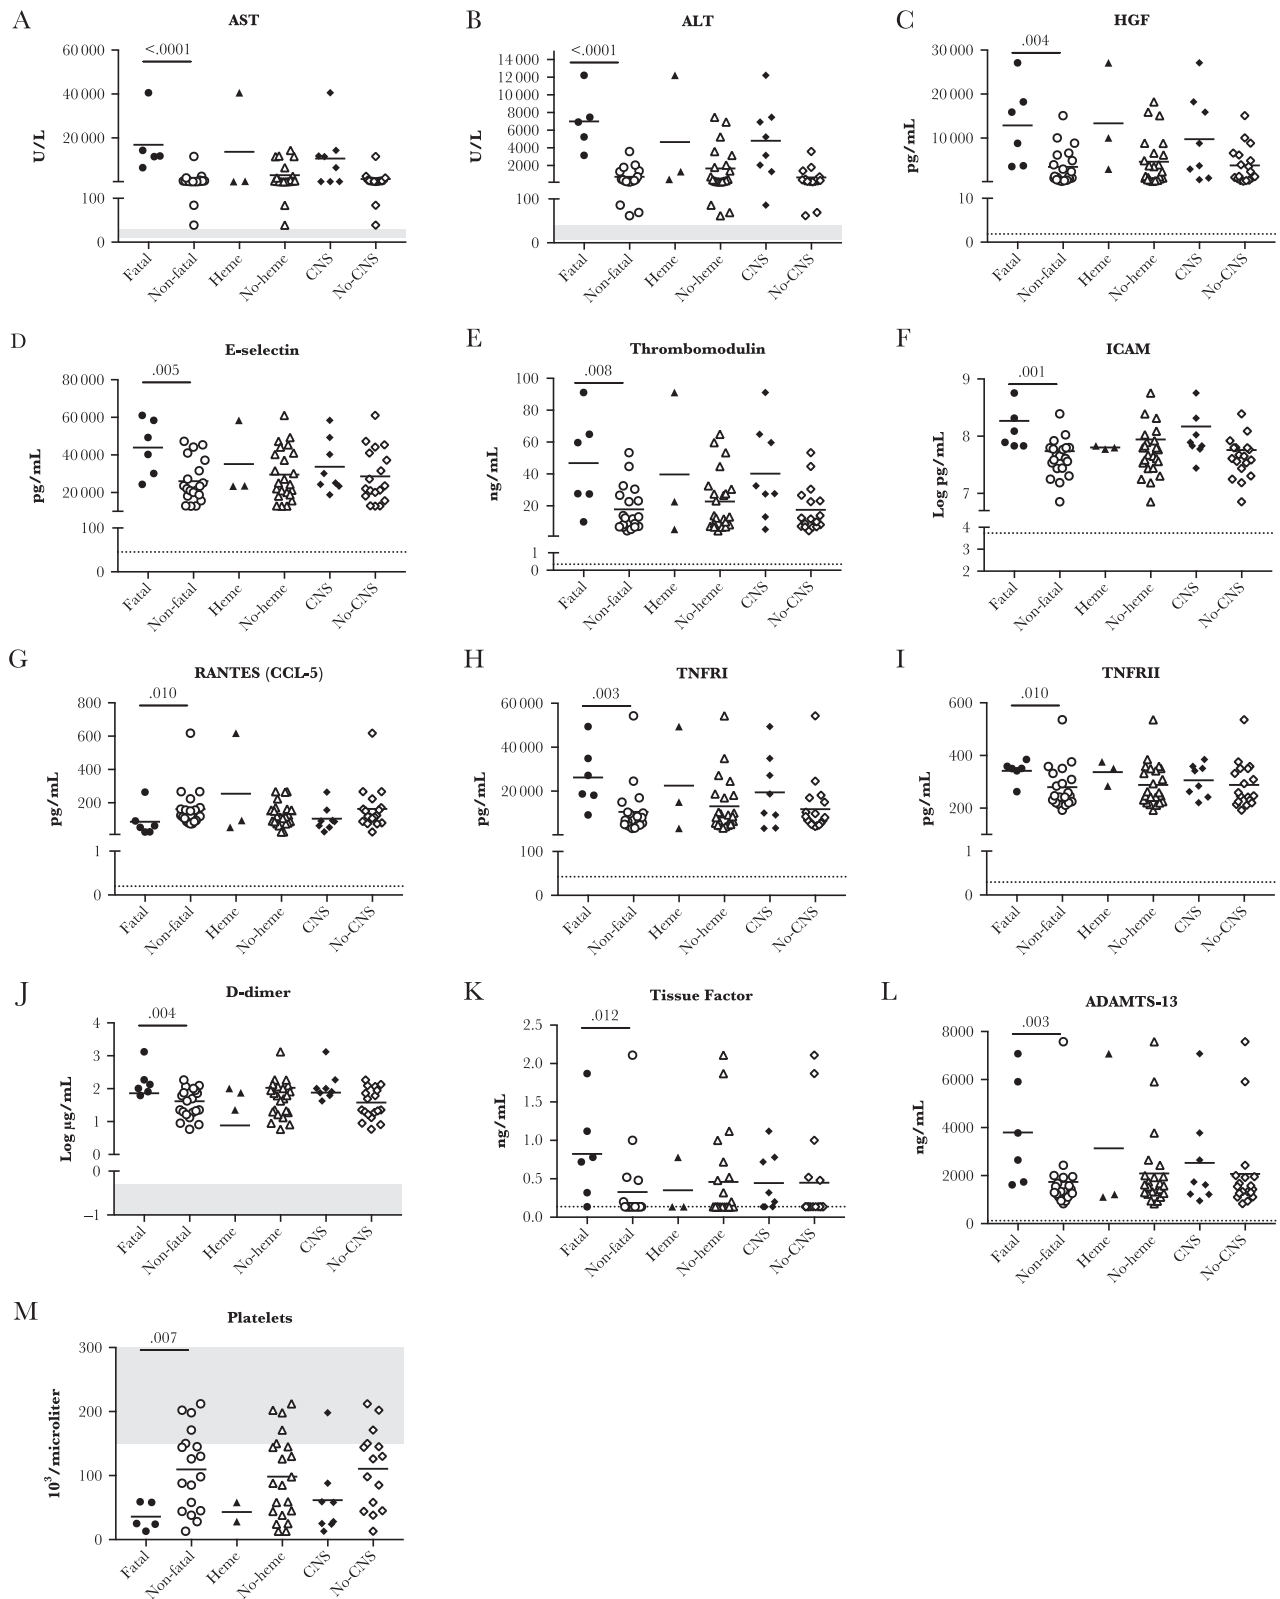 A
AST
<.0001
U/L
60 000
40 000
20 000
100
0
Fatal
Non-fatal
Heme
No-heme
CNS
No-CNS
B
ALT
<.0001
U/L
14 000
12 000
10 000
8000
6000
4000
2000
100
0
Fatal
Non-fatal
Heme
No-heme
CNS
No-CNS
C
HGF
.004
pg/mL
30 000
20 000
10 000
10
0
Fatal
Non-fatal
Heme
No-heme
CNS
No-CNS
D
E-selectin
.005
pg/mL
80 000
60 000
40 000
20 000
100
0
Fatal
Non-fatal
Heme
No-heme
CNS
No-CNS
E
Thrombomodulin
.008
ng/mL
100
80
60
40
20
1
0
Fatal
Non-fatal
Heme
No-heme
CNS
No-CNS
F
ICAM
.001
Log pg/mL
9
8
7
4
3
2
Fatal
Non-fatal
Heme
No-heme
CNS
No-CNS
G
RANTES (CCL-5)
.010
pg/mL
800
600
400
200
1
0
Fatal
Non-fatal
Heme
No-heme
CNS
No-CNS
H
TNFRI
.003
pg/mL
60 000
40 000
20 000
100
0
Fatal
Non-fatal
Heme
No-heme
CNS
No-CNS
I
TNFRII
.010
pg/mL
600
400
200
1
0
Fatal
Non-fatal
Heme
No-heme
CNS
No-CNS
J
D-dimer
.004
Log μg/mL
4
3
2
1
0
0
–1
Fatal
Non-fatal
Heme
No-heme
CNS
No-CNS
K
Tissue Factor
.012
ng/mL
2.5
2.0
1.5
1.0
0.5
0.0
Fatal
Non-fatal
Heme
No-heme
CNS
No-CNS
L
ADAMTS-13
.003
ng/mL
8000
6000
4000
2000
0
Fatal
Non-fatal
Heme
No-heme
CNS
No-CNS
M
Platelets
.007
10³/microliter
300
200
100
0
Fatal
Non-fatal
Heme
No-heme
CNS
No-CNS